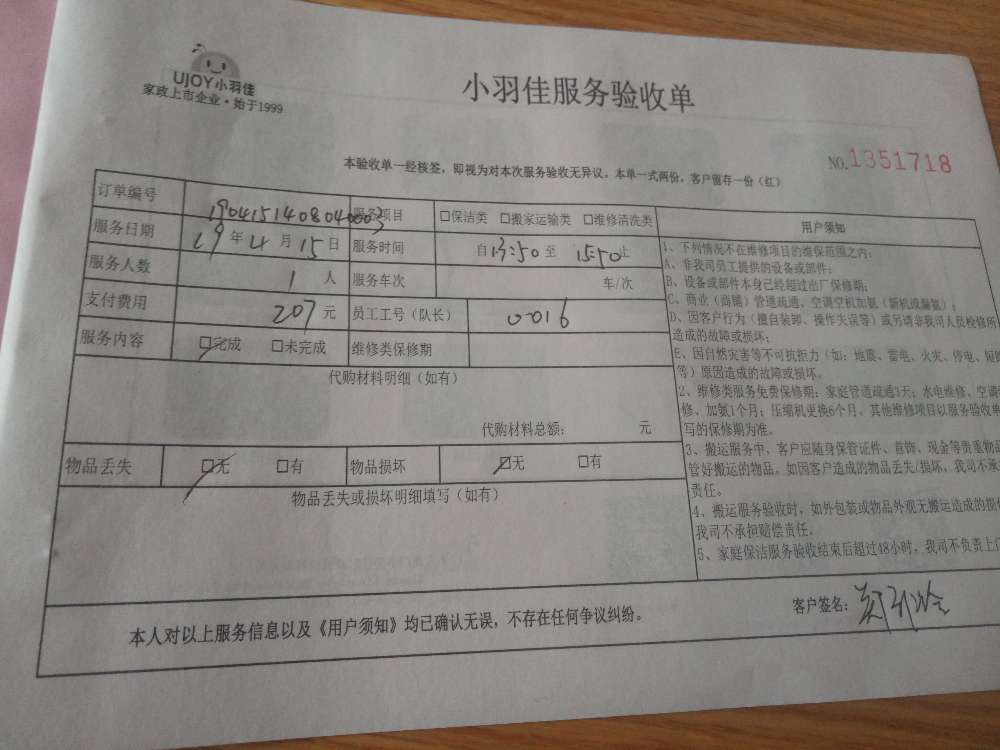 UJOY小羽佳
家政上市企业·始于1999
小羽佳服务验收单
NO.1351718
本验收单一经核签，即视为对本次服务验收无异议。本单一式两份，客户留存一份（红）
订单编号 服务项目 □保洁类 □搬家运输类 □维修清洗类
服务日期 19年4月15日 服务时间 自13:50至15:50止
服务人数 1人 服务车次 车/次
支付费用 207元 员工工号（队长） 0016
服务内容 □完成 □未完成 维修类保修期
代购材料明细（如有）
代购材料总额： 元
物品丢失 □无 □有 物品损坏 □无 □有
物品丢失或损坏明细填写（如有）
用户须知
1、下列情况不在维修项目的维保范围之内：
A、非我司员工提供的设备或部件；
B、设备或部件本身已经超过出厂保修期；
C、商业（商铺）管道疏通，空调空机加氟（新机或漏氟）；
D、因客户行为（擅自装卸、操作失误等）或另请非我司人员检修所
造成的故障或损坏；
E、因自然灾害等不可抗拒力（如：地震、雷电、火灾、停电、短路
等）原因造成的故障或损坏。
2、维修类服务免费保修期：家庭管道疏通3天；水电维修、空调
修、加氟1个月；压缩机更换6个月。其他维修项目以服务验收单
写的保修期为准。
3、搬运服务中，客户应随身保管证件、首饰、现金等贵重物品
管好搬运的物品。如因客户造成的物品丢失/损坏，我司不承
责任。
4、搬运服务验收时，如外包装或物品外观无搬运造成的损
我司不承担赔偿责任。
5、家庭保洁服务验收结束后超过48小时，我司不负责上门
本人对以上服务信息以及《用户须知》均已确认无误，不存在任何争议纠纷。
客户签名：